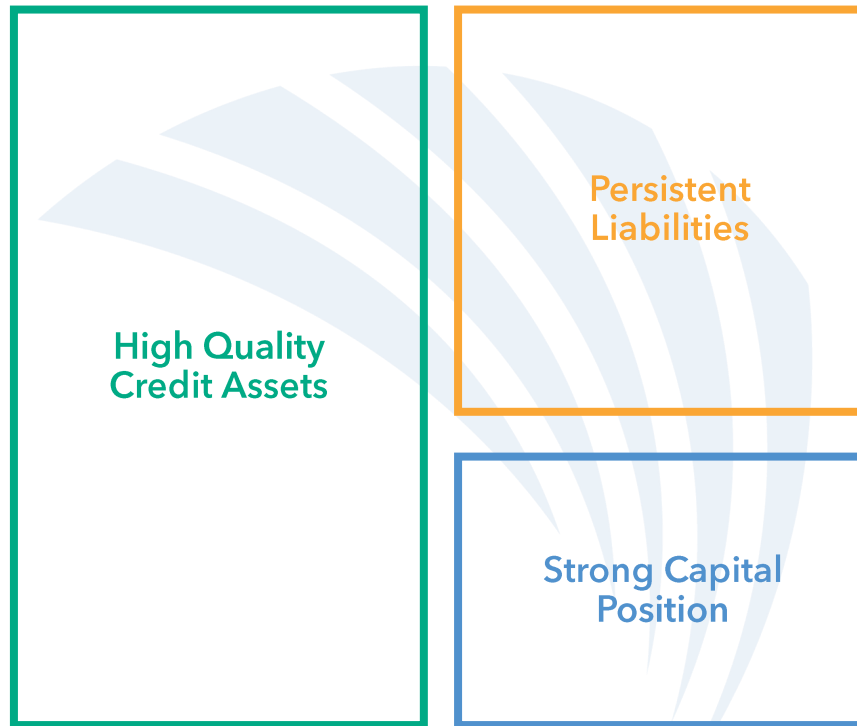 High Quality
Credit Assets
Persistent
Liabilities
Strong Capital
Position